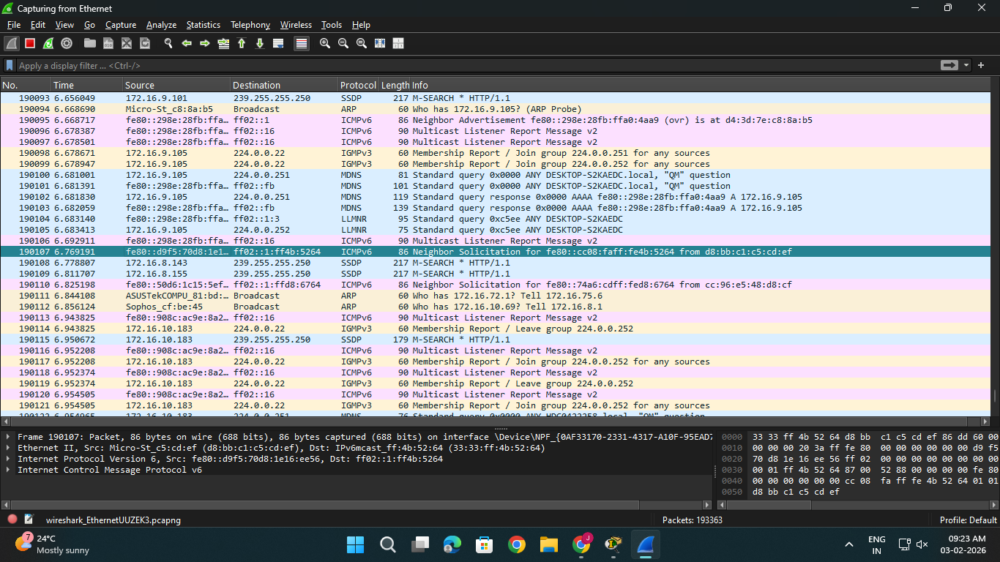 Capturing from Ethernet
File Edit View Go Capture Analyze Statistics Telephony Wireless Tools Help
Apply a display filter ... <Ctrl-/>
No. Time Source Destination Protocol Length Info
190093 6.656049 172.16.9.101 239.255.255.250 SSDP 217 M-SEARCH * HTTP/1.1
190094 6.668690 Micro-St_c8:8a:b5 Broadcast ARP 60 Who has 172.16.9.105? (ARP Probe)
190095 6.668717 fe80::298e:28fb:ffa… ff02::1 ICMPv6 86 Neighbor Advertisement fe80::298e:28fb:ffa0:4aa9 (ovr) is at d4:3d:7e:c8:8a:b5
190096 6.678387 fe80::298e:28fb:ffa… ff02::16 ICMPv6 90 Multicast Listener Report Message v2
190097 6.678501 fe80::298e:28fb:ffa… ff02::16 ICMPv6 90 Multicast Listener Report Message v2
190098 6.678671 172.16.9.105 224.0.0.22 IGMPv3 60 Membership Report / Join group 224.0.0.251 for any sources
190099 6.678947 172.16.9.105 224.0.0.22 IGMPv3 60 Membership Report / Join group 224.0.0.252 for any sources
190100 6.681001 172.16.9.105 224.0.0.251 MDNS 81 Standard query 0x0000 ANY DESKTOP-S2KAEDC.local, "QM" question
190101 6.681391 fe80::298e:28fb:ffa… ff02::fb MDNS 101 Standard query 0x0000 ANY DESKTOP-S2KAEDC.local, "QM" question
190102 6.681830 172.16.9.105 224.0.0.251 MDNS 119 Standard query response 0x0000 AAAA fe80::298e:28fb:ffa0:4aa9 A 172.16.9.105
190103 6.682059 fe80::298e:28fb:ffa… ff02::fb MDNS 139 Standard query response 0x0000 AAAA fe80::298e:28fb:ffa0:4aa9 A 172.16.9.105
190104 6.683140 fe80::298e:28fb:ffa… ff02::1:3 LLMNR 95 Standard query 0xc5ee ANY DESKTOP-S2KAEDC
190105 6.683413 172.16.9.105 224.0.0.252 LLMNR 75 Standard query 0xc5ee ANY DESKTOP-S2KAEDC
190106 6.692911 fe80::298e:28fb:ffa… ff02::16 ICMPv6 90 Multicast Listener Report Message v2
190107 6.769191 fe80::d9f5:70d8:1e1… ff02::1:ff4b:5264 ICMPv6 86 Neighbor Solicitation for fe80::cc08:faff:fe4b:5264 from d8:bb:c1:c5:cd:ef
190108 6.778807 172.16.8.143 239.255.255.250 SSDP 217 M-SEARCH * HTTP/1.1
190109 6.811707 172.16.8.155 239.255.255.250 SSDP 217 M-SEARCH * HTTP/1.1
190110 6.825198 fe80::50d6:1c15:5ef… ff02::1:ffd8:6764 ICMPv6 86 Neighbor Solicitation for fe80::74a6:cdff:fed8:6764 from cc:96:e5:48:d8:cf
190111 6.844108 ASUSTekCOMPU_81:bd:… Broadcast ARP 60 Who has 172.16.72.1? Tell 172.16.75.6
190112 6.856124 Sophos_cf:be:45 Broadcast ARP 60 Who has 172.16.10.69? Tell 172.16.8.1
190113 6.943825 fe80::908c:ac9e:8a2… ff02::16 ICMPv6 90 Multicast Listener Report Message v2
190114 6.943825 172.16.10.183 224.0.0.22 IGMPv3 60 Membership Report / Leave group 224.0.0.252
190115 6.950672 172.16.10.183 239.255.255.250 SSDP 179 M-SEARCH * HTTP/1.1
190116 6.952208 fe80::908c:ac9e:8a2… ff02::16 ICMPv6 90 Multicast Listener Report Message v2
190117 6.952208 172.16.10.183 224.0.0.22 IGMPv3 60 Membership Report / Join group 224.0.0.252 for any sources
190118 6.952374 fe80::908c:ac9e:8a2… ff02::16 ICMPv6 90 Multicast Listener Report Message v2
190119 6.952374 172.16.10.183 224.0.0.22 IGMPv3 60 Membership Report / Leave group 224.0.0.252
190120 6.954505 fe80::908c:ac9e:8a2… ff02::16 ICMPv6 90 Multicast Listener Report Message v2
190121 6.954505 172.16.10.183 224.0.0.22 IGMPv3 60 Membership Report / Join group 224.0.0.252 for any sources
Frame 190107: Packet, 86 bytes on wire (688 bits), 86 bytes captured (688 bits) on interface \Device\NPF_{0AF33170-2331-4317-A10F-95EAD7
Ethernet II, Src: Micro-St_c5:cd:ef (d8:bb:c1:c5:cd:ef), Dst: IPv6mcast_ff:4b:52:64 (33:33:ff:4b:52:64)
Internet Protocol Version 6, Src: fe80::d9f5:70d8:1e16:ee56, Dst: ff02::1:ff4b:5264
Internet Control Message Protocol v6
0000 33 33 ff 4b 52 64 d8 bb c1 c5 cd ef 86 dd 60 00
0010 00 00 00 20 3a ff fe 80 00 00 00 00 00 00 d9 f5
0020 70 d8 1e 16 ee 56 ff 02 00 00 00 00 00 00 00 00
0030 00 01 ff 4b 52 64 87 00 52 88 00 00 00 00 fe 80
0040 00 00 00 00 00 00 cc 08 fa ff fe 4b 52 64 01 01
0050 d8 bb c1 c5 cd ef
wireshark_EthernetUUZEK3.pcapng
Packets: 193363
Profile: Default
7
24°C
Mostly sunny
J
ENG
IN
09:23 AM
03-02-2026